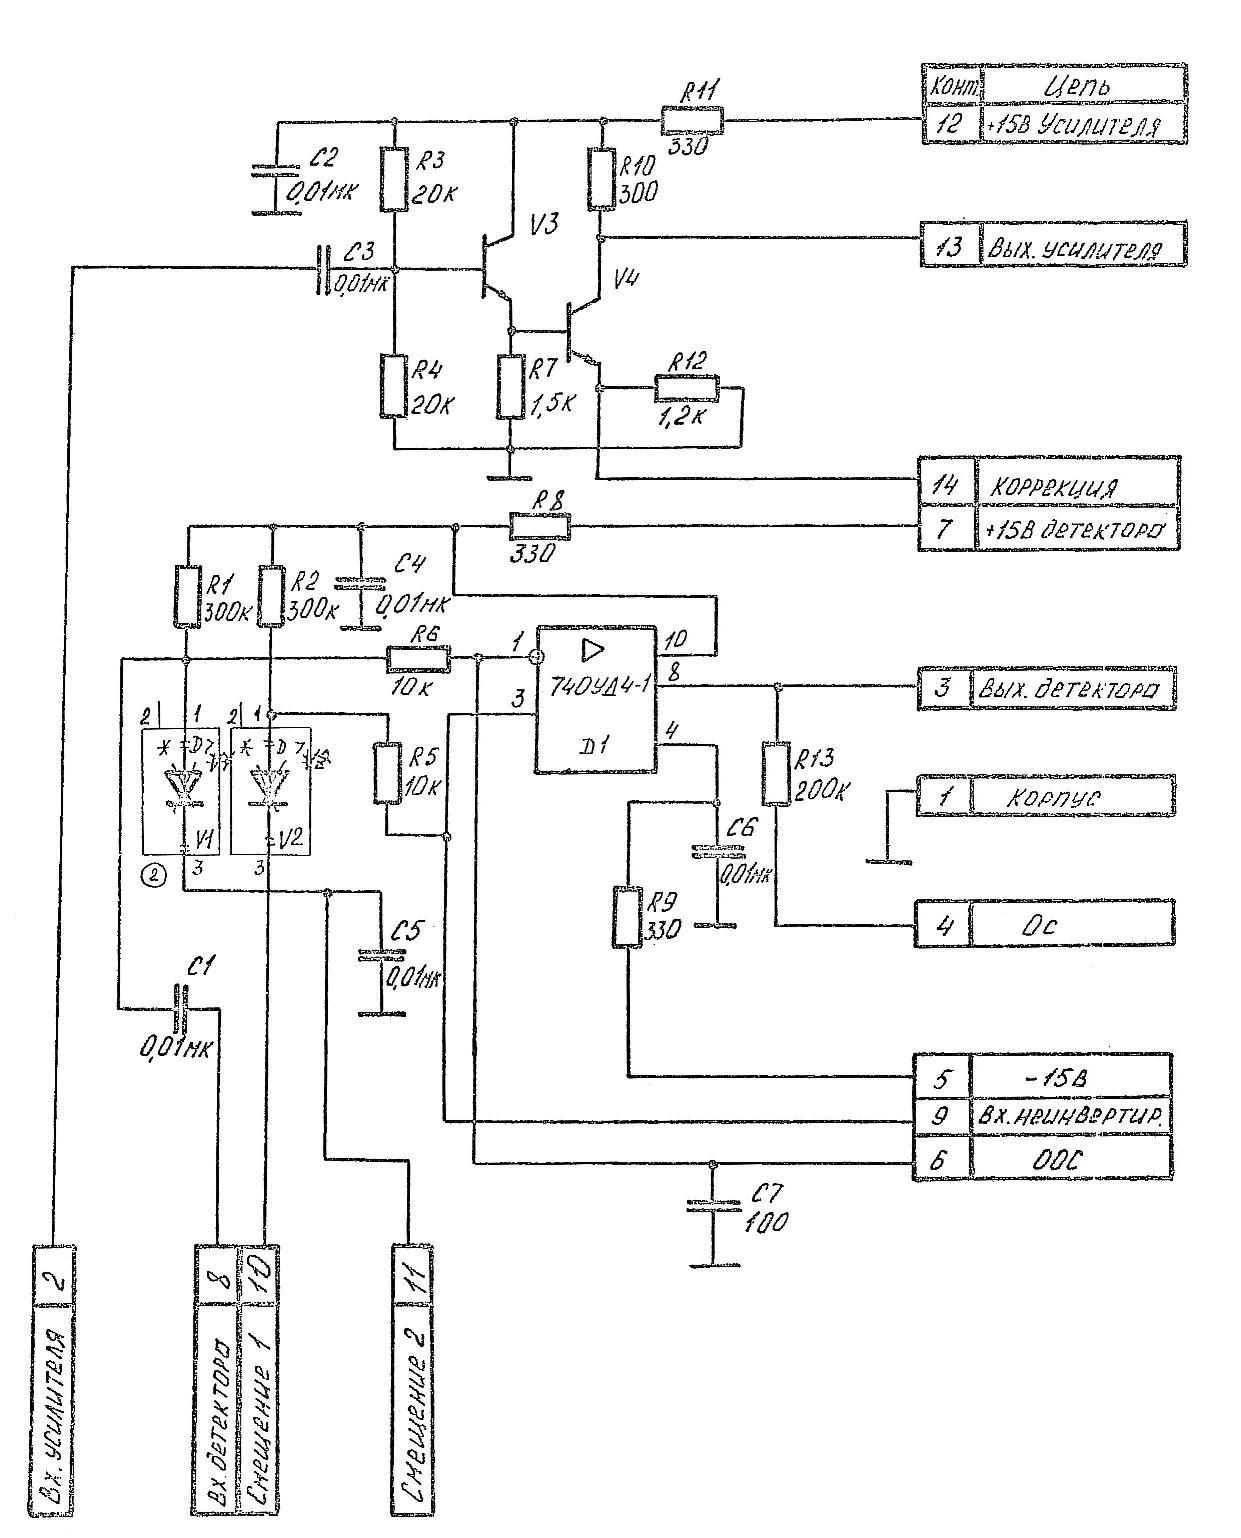 R11
330
Конт. Цепь
12 +15В Усилителя
C2
0,01мк
R3
20к
R10
300
V3
13 Вых. усилителя
C3
0,01мк
V4
R4
20к
R7
1,5к
R12
1,2к
14 Коррекция
7 +15В детектора
R8
330
R1
300к
R2
300к
C4
0,01мк
R6
10к
1
3
740УД4-1
D1
10
8
4
3 Вых. детектора
2 1
2 1
* D
* D
V1
V2
3
3
2
R5
10к
R13
200к
1 Корпус
C6
0,01мк
R9
330
4 Ос
C5
0,01мк
C1
0,01мк
5 -15В
9 Вх. неинвертир.
6 ООС
C7
100
2 Вх. усилителя
8 Вх. детектора
10 Смещение 1
11 Смещение 2